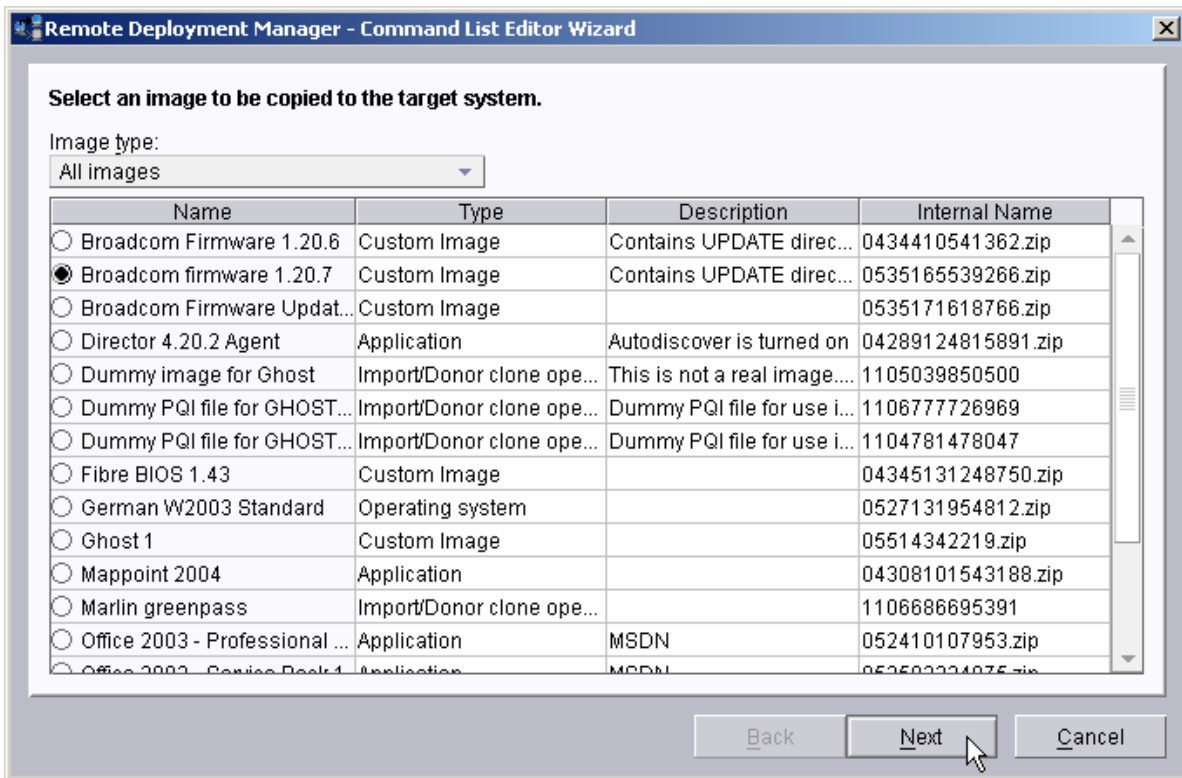 Remote Deployment Manager - Command List Editor Wizard
Select an image to be copied to the target system.
Image type:
All images
Name Type Description Internal Name
Broadcom Firmware 1.20.6 Custom Image Contains UPDATE direc... 0434410541362.zip
Broadcom firmware 1.20.7 Custom Image Contains UPDATE direc... 0535165539266.zip
Broadcom Firmware Updat... Custom Image 0535171618766.zip
Director 4.20.2 Agent Application Autodiscover is turned on 04289124815891.zip
Dummy image for Ghost Import/Donor clone ope... This is not a real image.... 1105039850500
Dummy PQI file for GHOST... Import/Donor clone ope... Dummy PQI file for use i... 1106777726969
Dummy PQI file for GHOST... Import/Donor clone ope... Dummy PQI file for use i... 1104781478047
Fibre BIOS 1.43 Custom Image 04345131248750.zip
German W2003 Standard Operating system 0527131954812.zip
Ghost 1 Custom Image 05514342219.zip
Mappoint 2004 Application 04308101543188.zip
Marlin greenpass Import/Donor clone ope... 1106686695391
Office 2003 - Professional ... Application MSDN 052410107953.zip
Application MSDN
Back Next Cancel